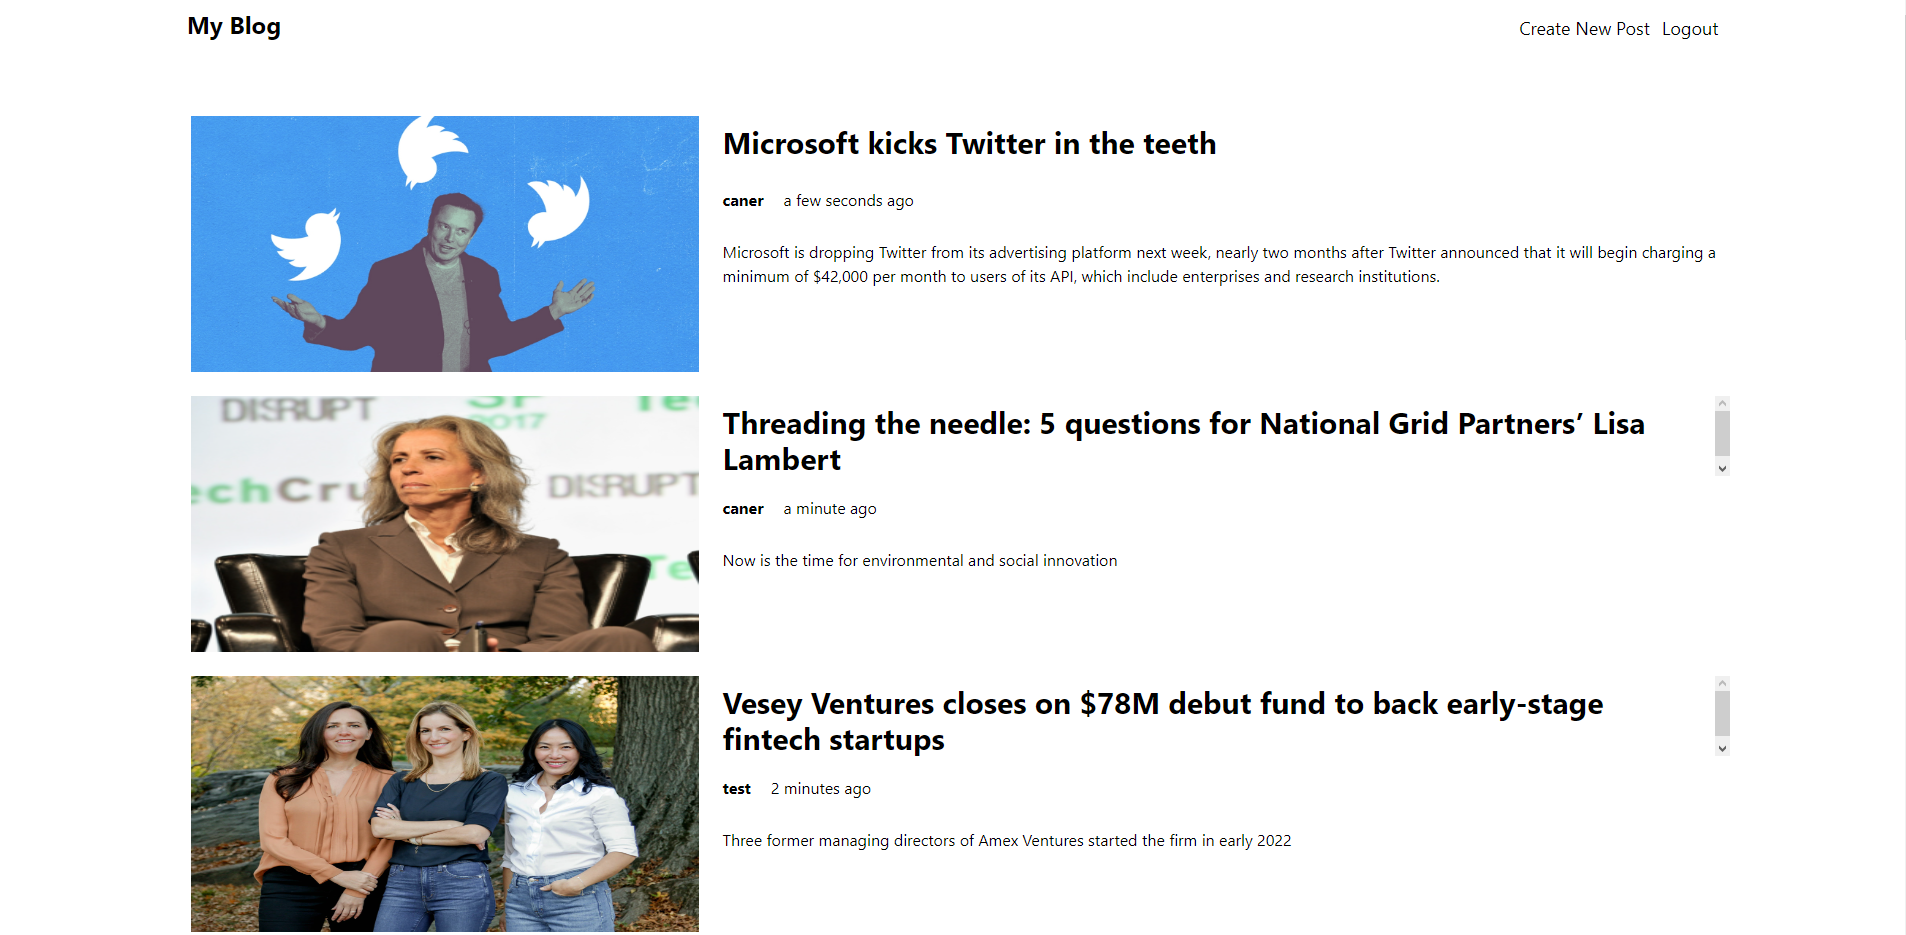 My Blog
Create New Post Logout
Microsoft kicks Twitter in the teeth
caner a few seconds ago
Microsoft is dropping Twitter from its advertising platform next week, nearly two months after Twitter announced that it will begin charging a
minimum of $42,000 per month to users of its API, which include enterprises and research institutions.
DISRUPT
2017
echCru
DISRUPT
Threading the needle: 5 questions for National Grid Partners’ Lisa
Lambert
caner a minute ago
Now is the time for environmental and social innovation
Vesey Ventures closes on $78M debut fund to back early-stage
fintech startups
test 2 minutes ago
Three former managing directors of Amex Ventures started the firm in early 2022